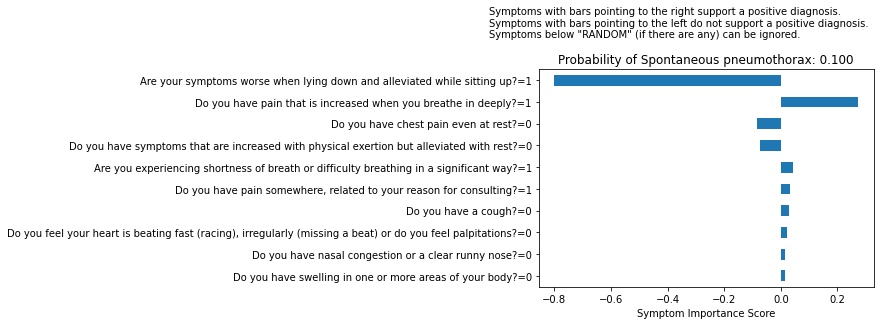 Symptoms with bars pointing to the right support a positive diagnosis.
Symptoms with bars pointing to the left do not support a positive diagnosis.
Symptoms below "RANDOM" (if there are any) can be ignored.
Probability of Spontaneous pneumothorax: 0.100
Are your symptoms worse when lying down and alleviated while sitting up?=1
Do you have pain that is increased when you breathe in deeply?=1
Do you have chest pain even at rest?=0
Do you have symptoms that are increased with physical exertion but alleviated with rest?=0
Are you experiencing shortness of breath or difficulty breathing in a significant way?=1
Do you have pain somewhere, related to your reason for consulting?=1
Do you have a cough?=0
Do you feel your heart is beating fast (racing), irregularly (missing a beat) or do you feel palpitations?=0
Do you have nasal congestion or a clear runny nose?=0
Do you have swelling in one or more areas of your body?=0
−0.8 −0.6 −0.4 −0.2 0.0 0.2
Symptom Importance Score